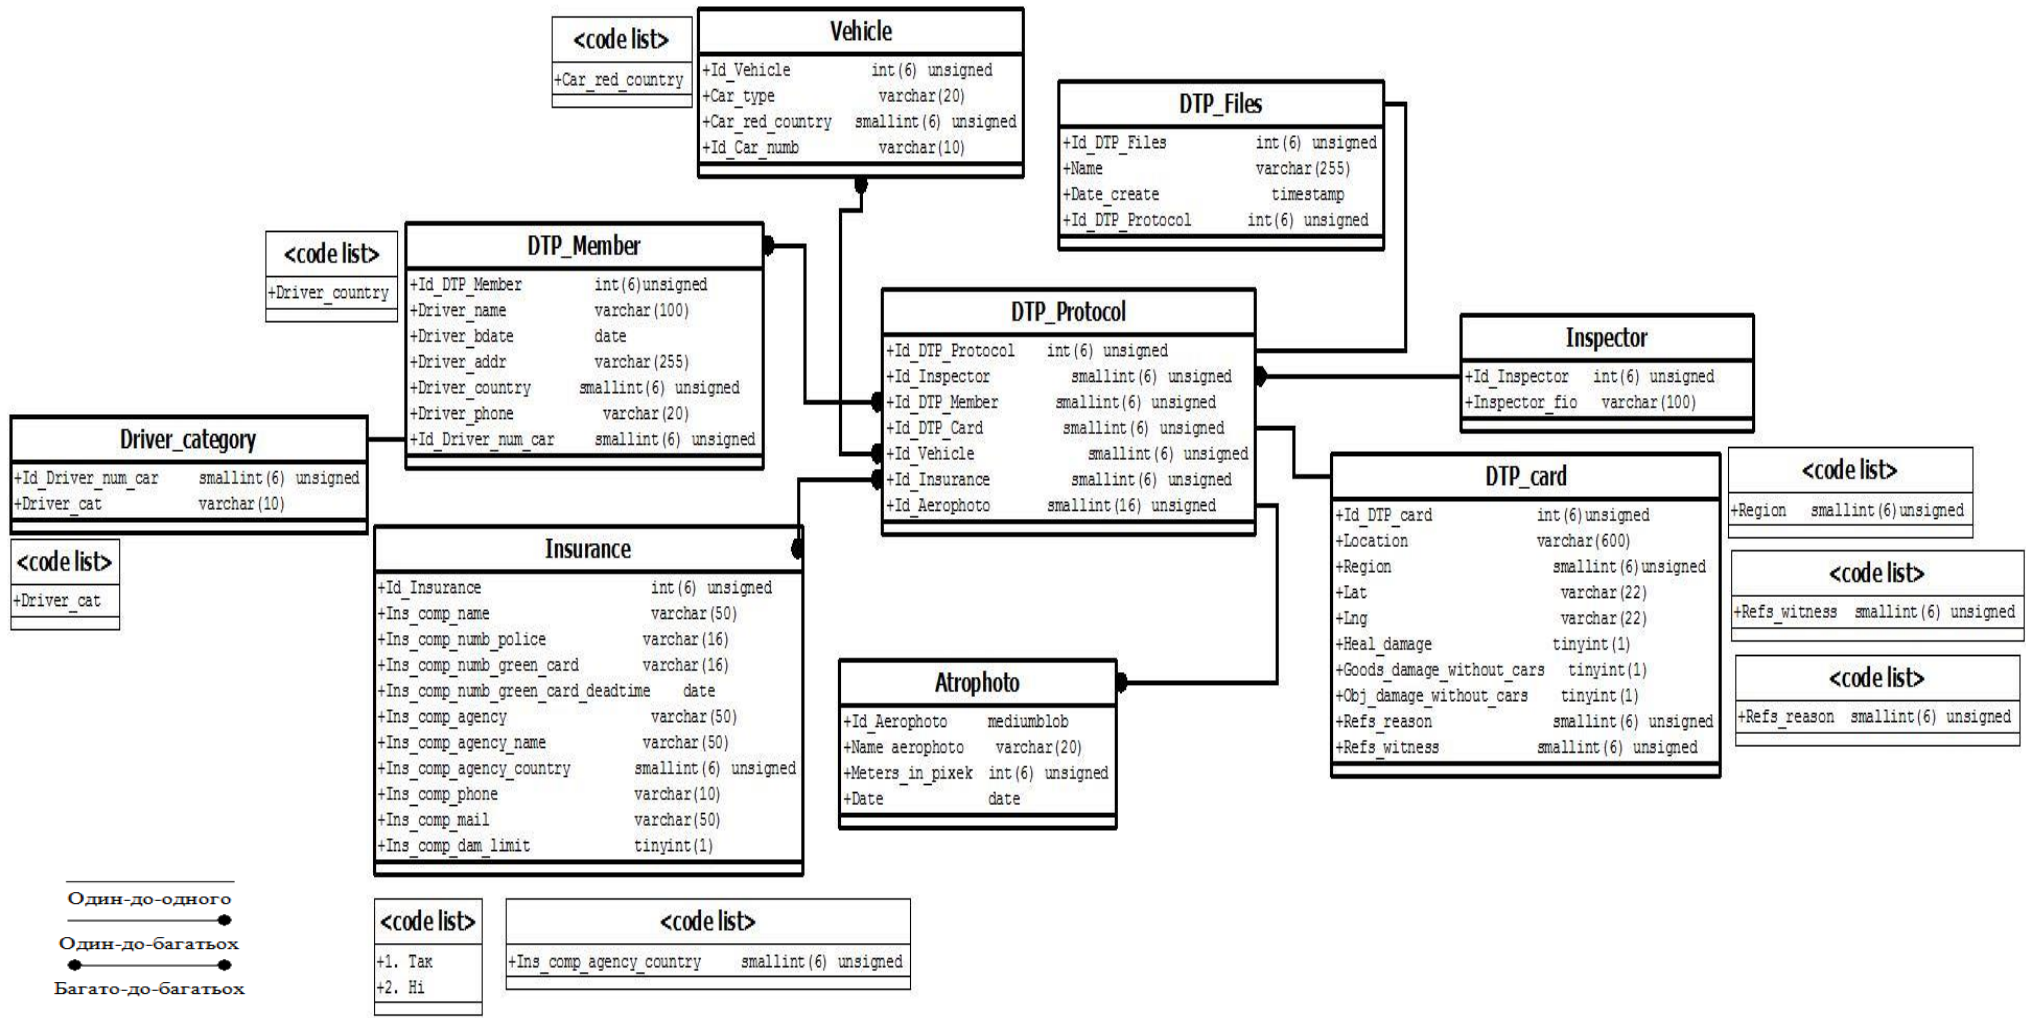 <code list>
+Car_red_country
Vehicle
+Id_Vehicle int(6) unsigned
+Car_type varchar(20)
+Car_red_country smallint(6) unsigned
+Id_Car_numb varchar(10)
DTP_Files
+Id_DTP_Files int(6) unsigned
+Name varchar(255)
+Date_create timestamp
+Id_DTP_Protocol int(6) unsigned
<code list>
+Driver_country
DTP_Member
+Id_DTP_Member int(6)unsigned
+Driver_name varchar(100)
+Driver_bdate date
+Driver_addr varchar(255)
+Driver_country smallint(6) unsigned
+Driver_phone varchar(20)
+Id_Driver_num_car smallint(6) unsigned
DTP_Protocol
+Id_DTP_Protocol int(6) unsigned
+Id_Inspector smallint(6) unsigned
+Id_DTP_Member smallint(6) unsigned
+Id_DTP_Card smallint(6) unsigned
+Id_Vehicle smallint(6) unsigned
+Id_Insurance smallint(6) unsigned
+Id_Aerophoto smallint(16) unsigned
Inspector
+Id_Inspector int(6) unsigned
+Inspector_fio varchar(100)
Driver_category
+Id_Driver_num_car smallint(6) unsigned
+Driver_cat varchar(10)
<code list>
+Driver_cat
Insurance
+Id_Insurance int(6) unsigned
+Ins_comp_name varchar(50)
+Ins_comp_numb_police varchar(16)
+Ins_comp_numb_green_card varchar(16)
+Ins_comp_numb_green_card_deadtime date
+Ins_comp_agency varchar(50)
+Ins_comp_agency_name varchar(50)
+Ins_comp_agency_country smallint(6) unsigned
+Ins_comp_phone varchar(10)
+Ins_comp_mail varchar(50)
+Ins_comp_dam_limit tinyint(1)
Atrophoto
+Id_Aerophoto mediumblob
+Name aerophoto varchar(20)
+Meters_in_pixek int(6) unsigned
+Date date
DTP_card
+Id_DTP_card int(6)unsigned
+Location varchar(600)
+Region smallint(6)unsigned
+Lat varchar(22)
+Lng varchar(22)
+Heal_damage tinyint(1)
+Goods_damage_without_cars tinyint(1)
+Obj_damage_without_cars tinyint(1)
+Refs_reason smallint(6) unsigned
+Refs_witness smallint(6) unsigned
<code list>
+Region smallint(6)unsigned
<code list>
+Refs_witness smallint(6) unsigned
<code list>
+Refs_reason smallint(6) unsigned
Один-до-одного
Один-до-багатьох
Багато-до-багатьох
<code list>
+1. Так
+2. Ні
<code list>
+Ins_comp_agency_country smallint(6) unsigned